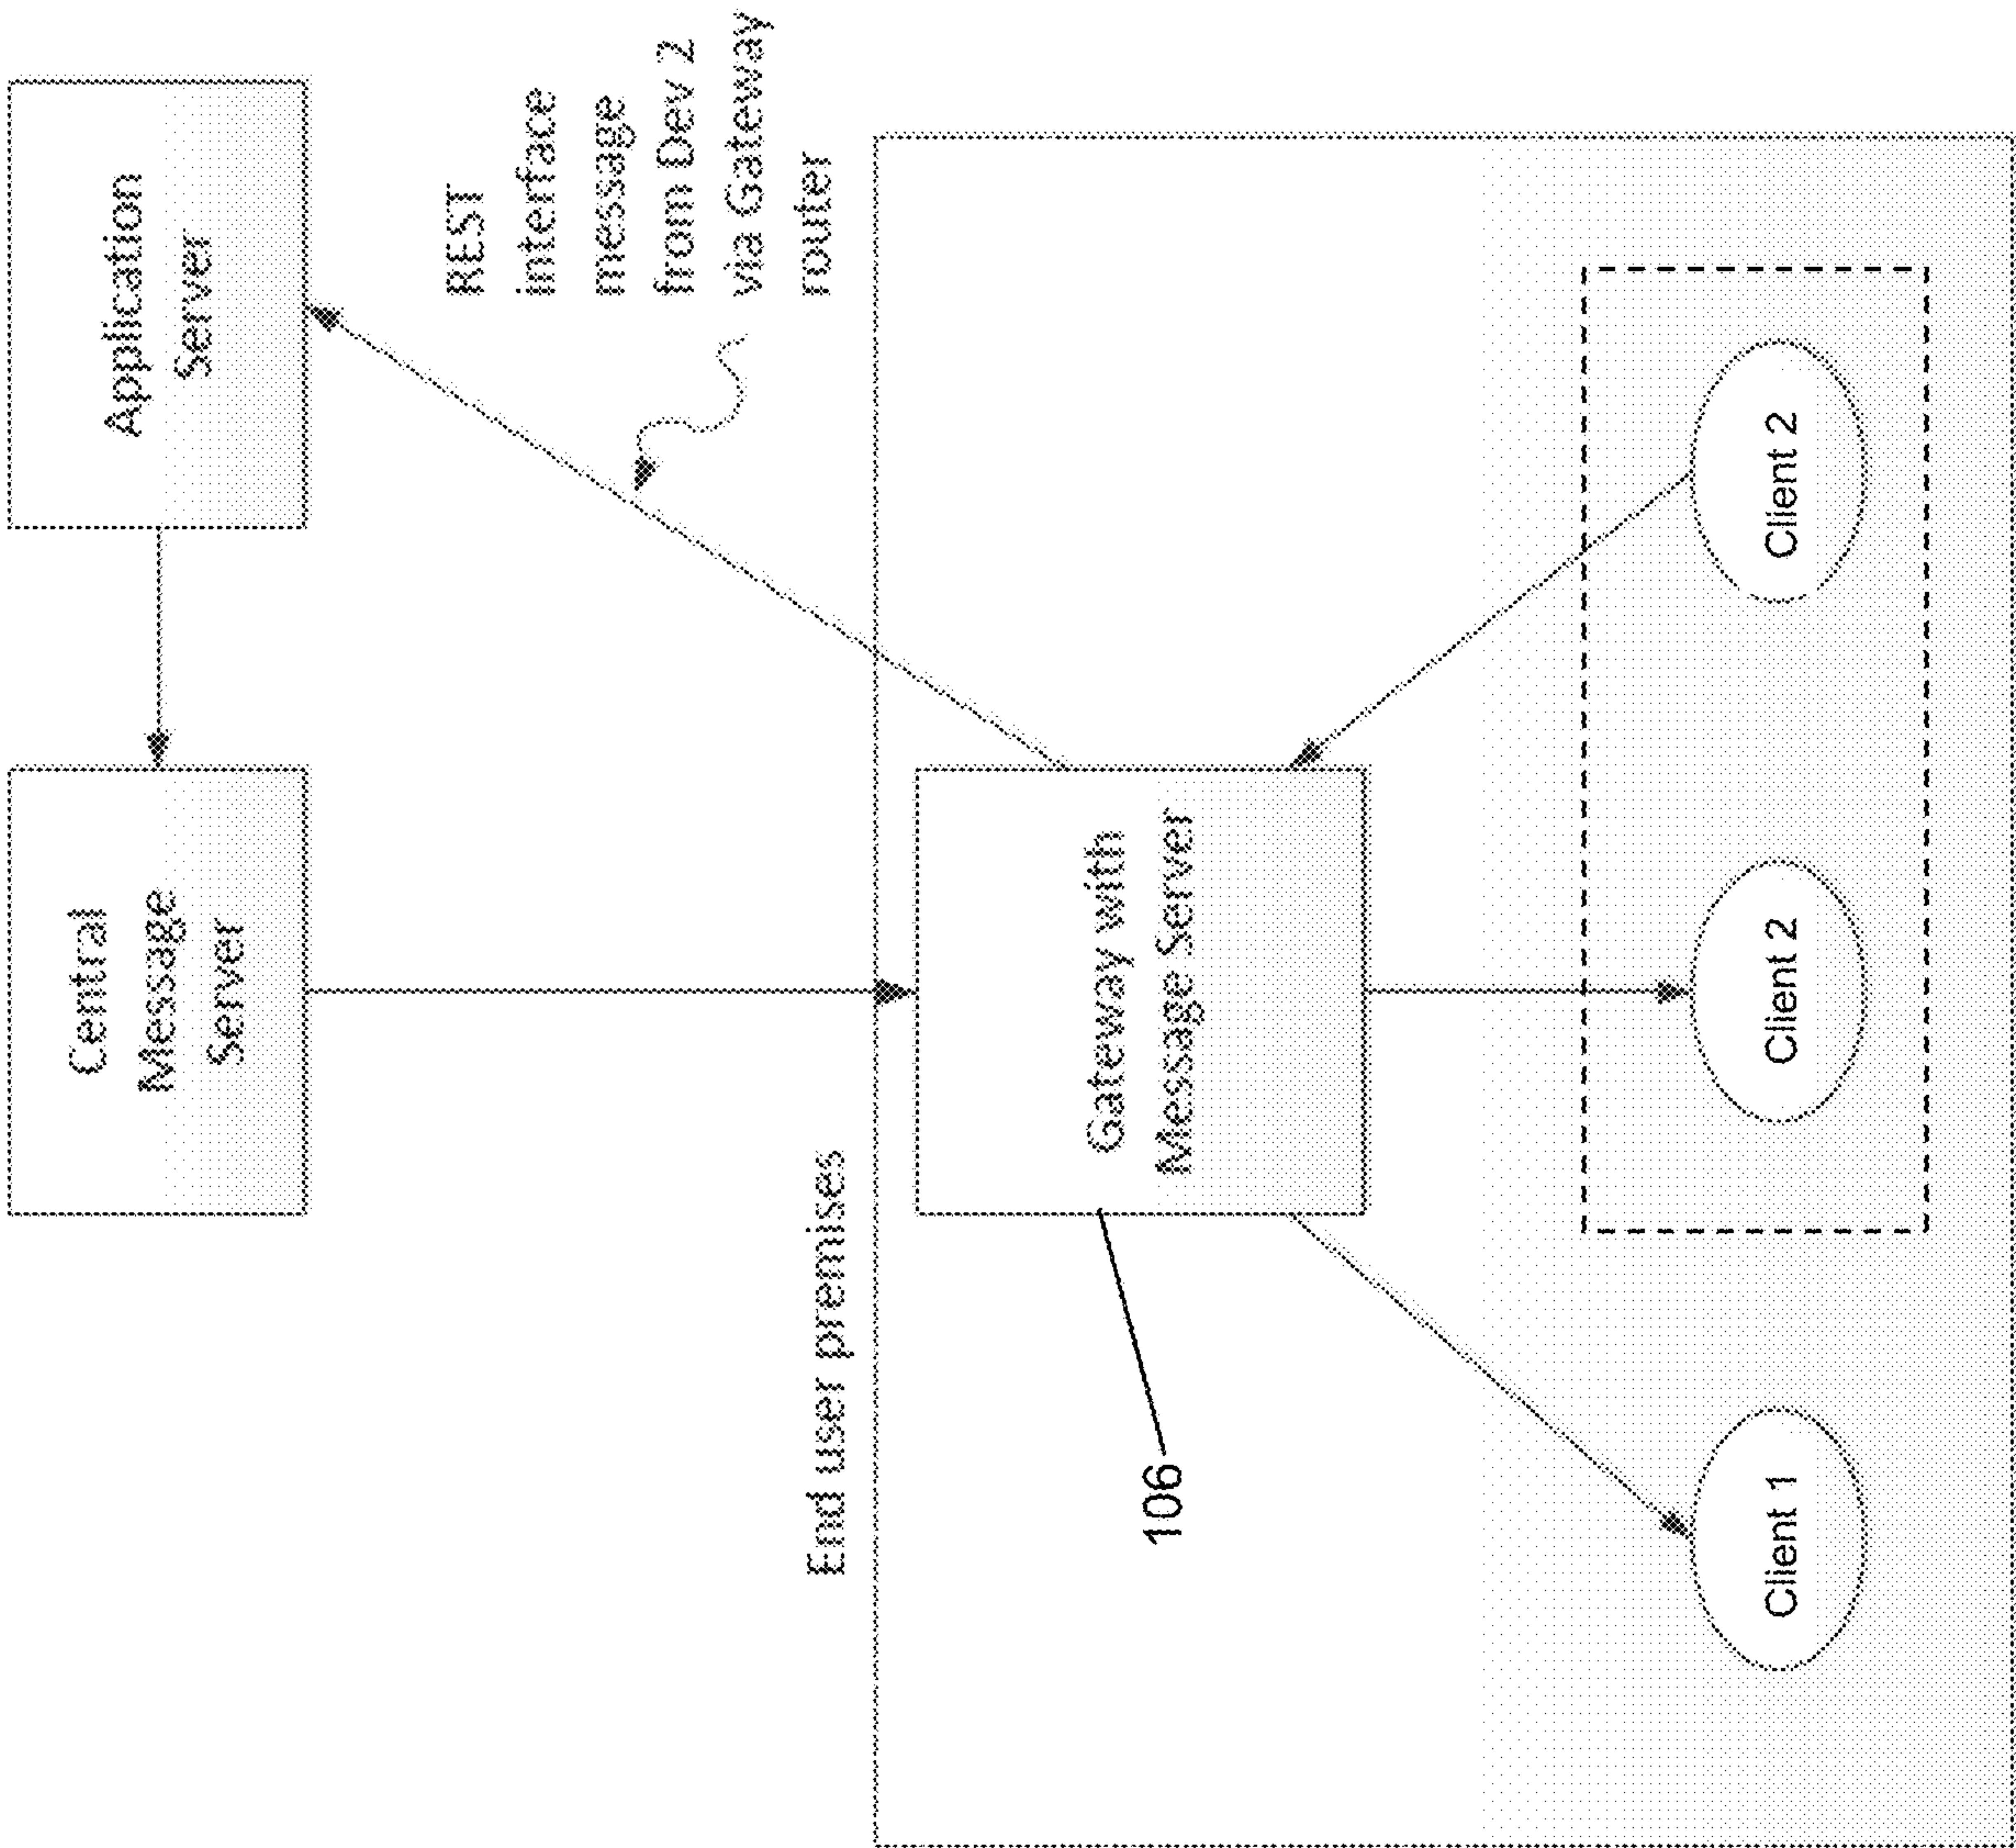 Application
Server
Central
Message
Server
REST
interface
message
from Dev 2
via Gateway
router
End user premises
Gateway with
Message Server
106
Client 1
Client 2
Client 2